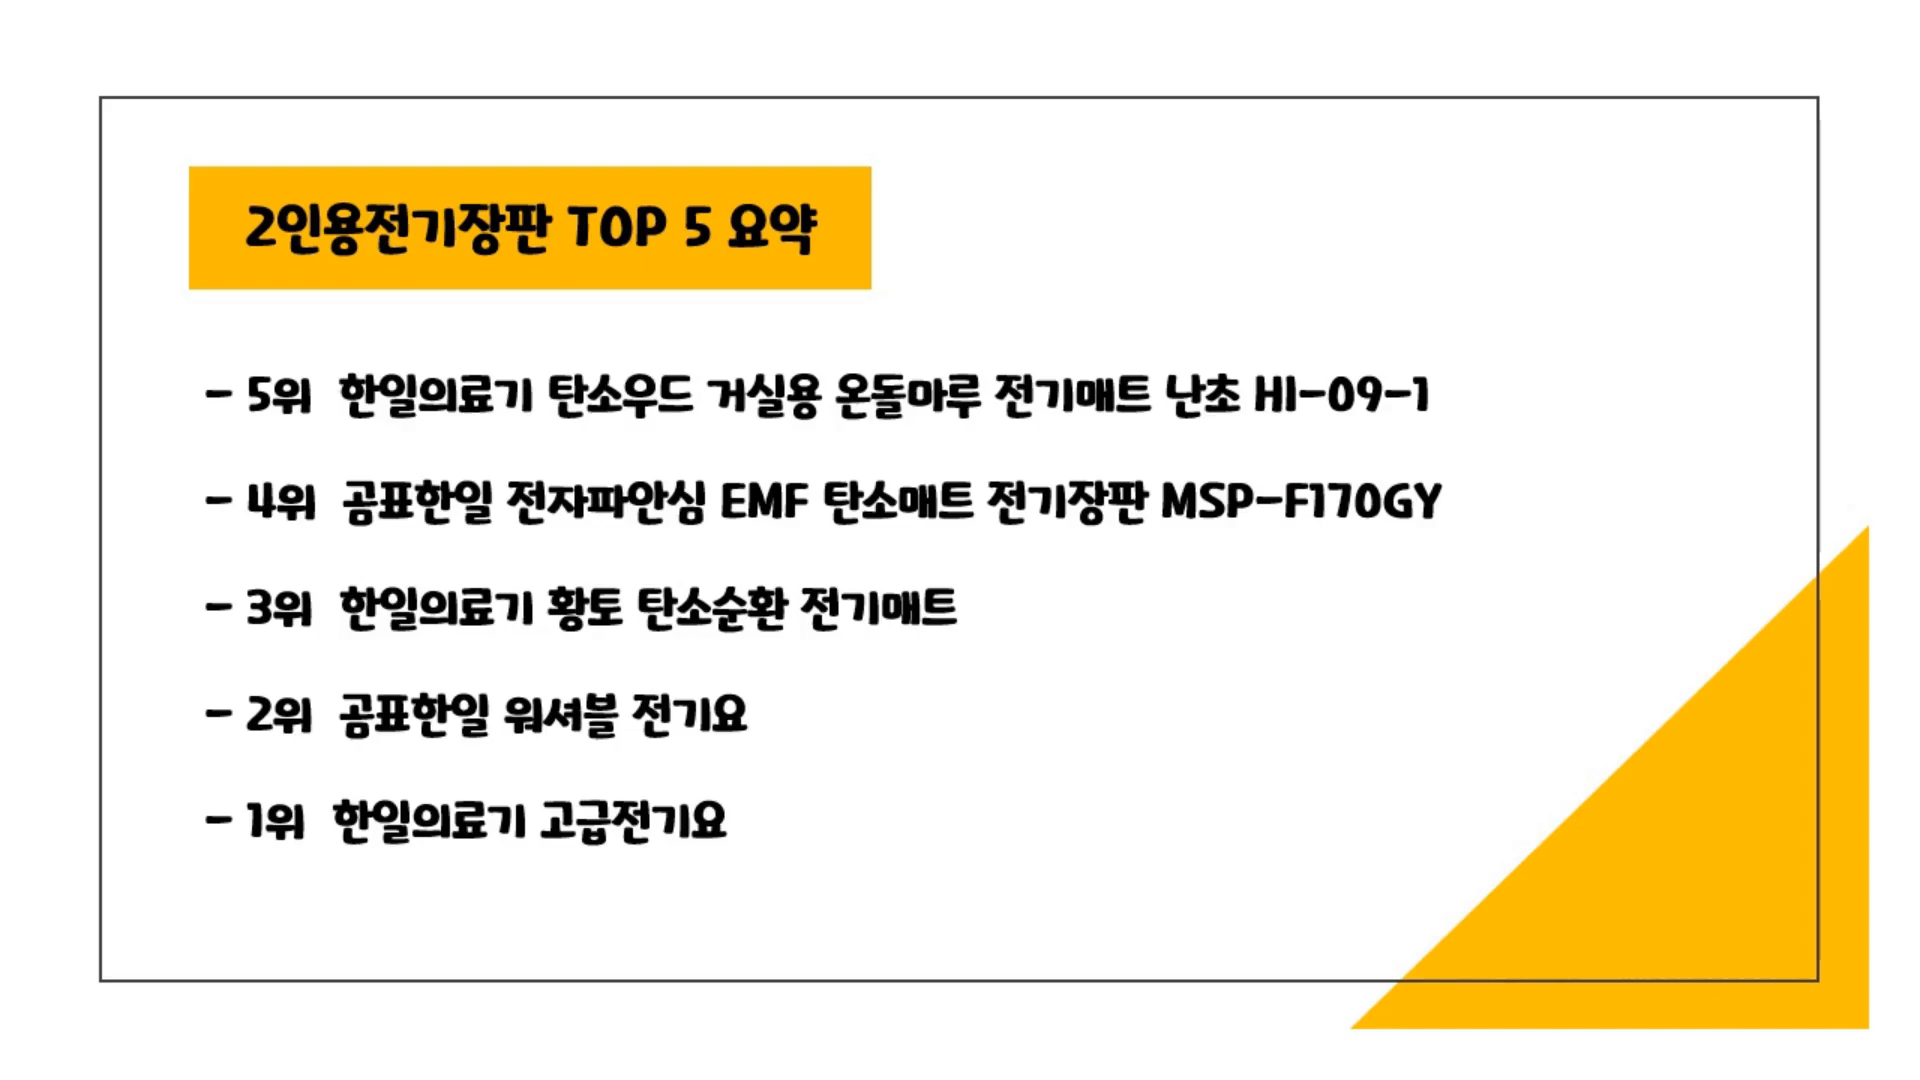 2인용전기장판 TOP 5 요약
- 5위 한일의료기 탄소우드 거실용 온돌마루 전기매트 난초 HI-09-1
- 4위 곰표한일 전자파안심 EMF 탄소매트 전기장판 MSP-F170GY
- 3위 한일의료기 황토 탄소순환 전기매트
- 2위 곰표한일 워셔블 전기요
- 1위 한일의료기 고급전기요